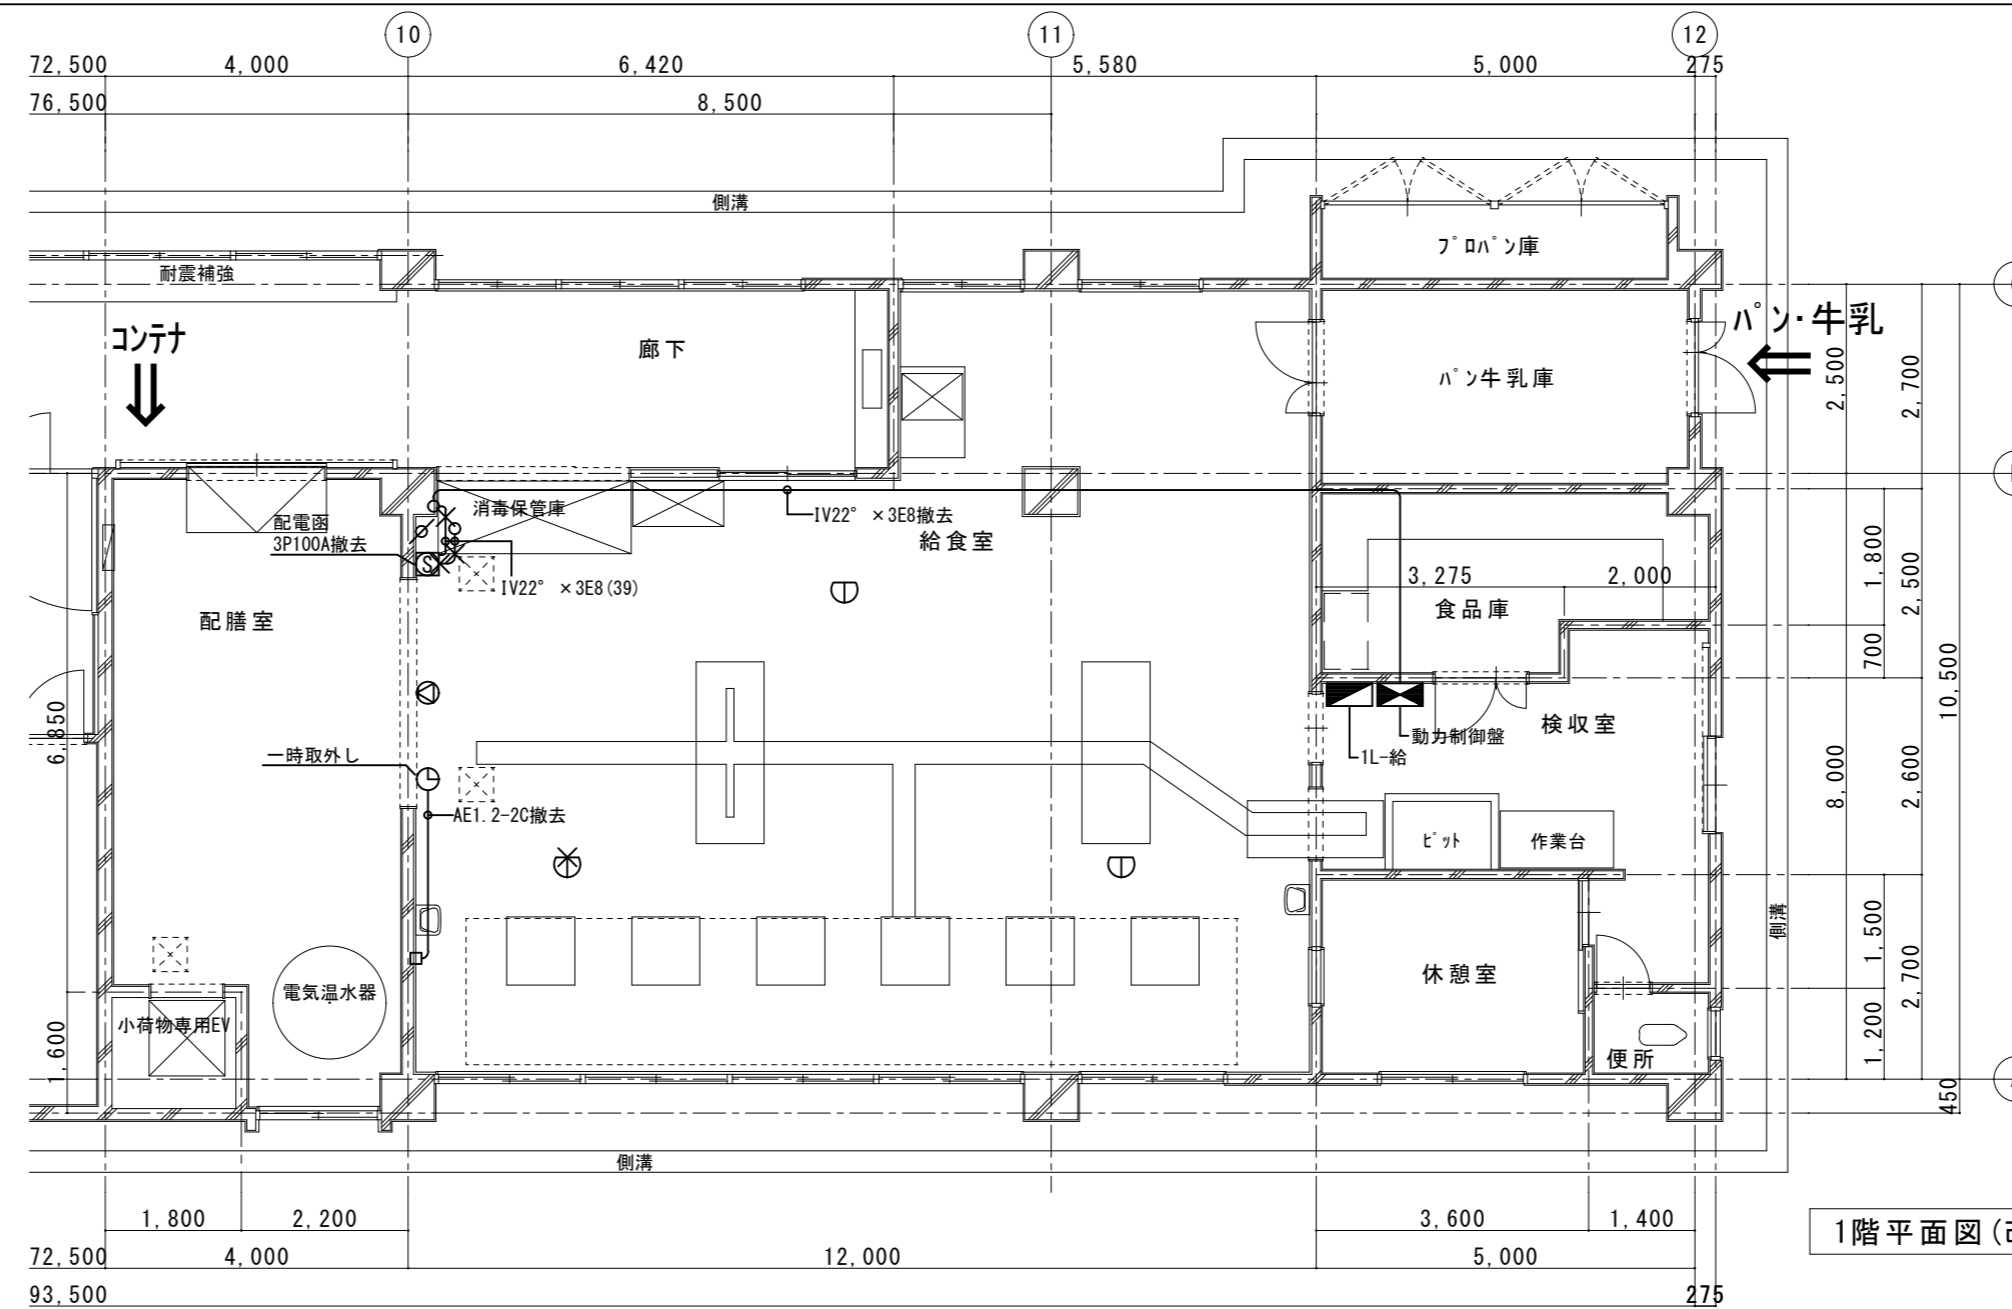 10
11
12
72,500
4,000
6,420
5,580
5,000
275
76,500
8,500
側溝
プロパン庫
耐震補強
コンテナ
廊下
パン・牛乳
パン牛乳庫
2,500
2,700
消毒保管庫
配電函
3P100A撤去
IV22° ×3E8撤去
給食室
IV22° ×3E8(39)
3,275
2,000
食品庫
1,800
2,500
700
配膳室
10,500
6,850
検収室
動力制御盤
1L-給
一時取外し
8,000
2,600
AE1.2-2C撤去
ピット
作業台
側溝
1,500
2,700
休憩室
電気温水器
小荷物専用EV
1,600
1,200
便所
450
側溝
1,800
2,200
3,600
1,400
1階平面図(
72,500
4,000
12,000
5,000
93,500
275